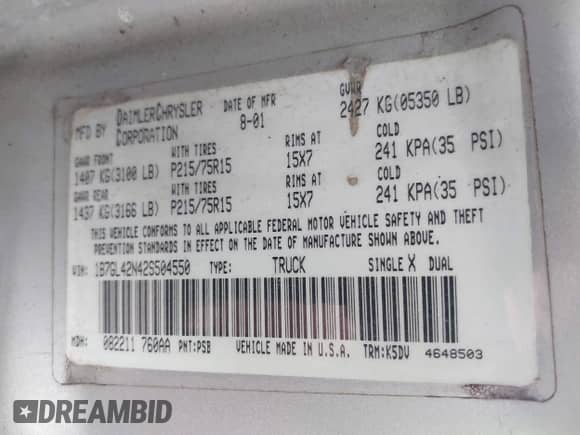 MFD BY DAIMLERCHRYSLER CORPORATION DATE OF MFR 8-01 GVWR 2427 KG(05350 LB)
GAWR FRONT WITH TIRES RIMS AT COLD
1407 KG(3100 LB) P215/75R15 15X7 241 KPA(35 PSI)
GAWR REAR WITH TIRES RIMS AT COLD
1437 KG(3166 LB) P215/75R15 15X7 241 KPA(35 PSI)
THIS VEHICLE CONFORMS TO ALL APPLICABLE FEDERAL MOTOR VEHICLE SAFETY AND THEFT
PREVENTION STANDARDS IN EFFECT ON THE DATE OF MANUFACTURE SHOWN ABOVE.
VIN: 1B7GL42N42S504550 TYPE: TRUCK SINGLE X DUAL
MDH: 082211 760AA PNT:PSB VEHICLE MADE IN U.S.A. TRM:K5DV 4648503
DREAMBID